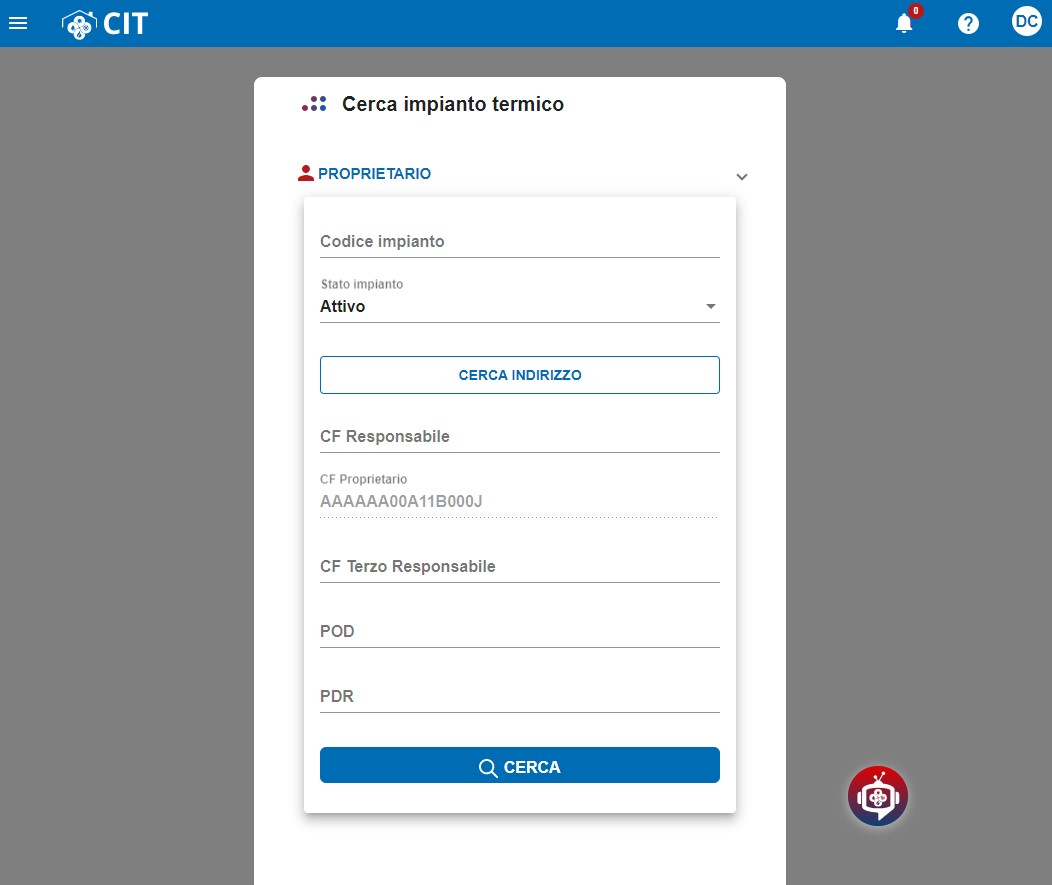 CIT
0
?
DC
Cerca impianto termico
PROPRIETARIO
Codice impianto
Stato impianto
Attivo
CERCA INDIRIZZO
CF Responsabile
CF Proprietario
AAAAAA00A11B000J
CF Terzo Responsabile
POD
PDR
CERCA